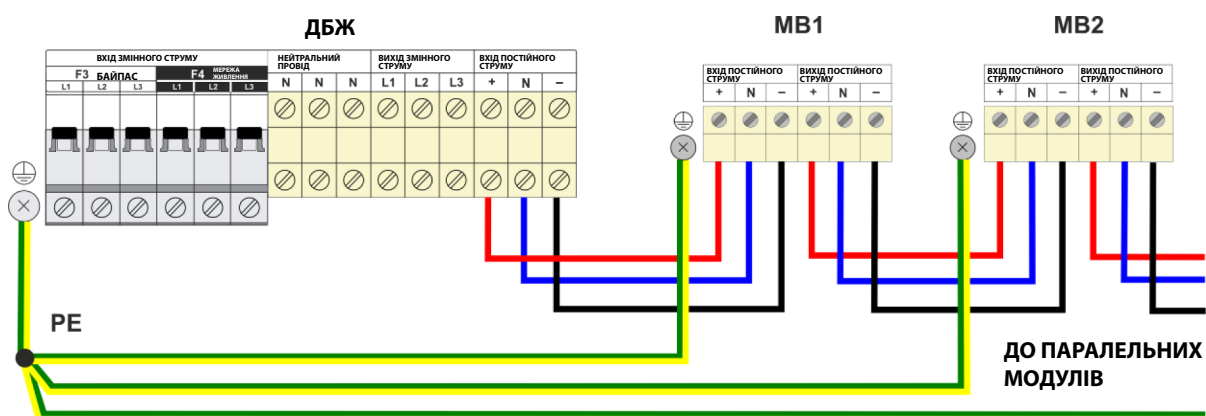 ДБЖ
МВ1
МВ2
ВХІД ЗМІННОГО СТРУМУ
F3 БАЙПАС
F4 МЕРЕЖА ЖИВЛЕННЯ
L1 L2 L3 L1 L2 L3
НЕЙТРАЛЬНИЙ ПРОВІД
N N N
ВИХІД ЗМІННОГО СТРУМУ
L1 L2 L3
ВХІД ПОСТІЙНОГО СТРУМУ
+ N –
ВХІД ПОСТІЙНОГО СТРУМУ
+ N –
ВИХІД ПОСТІЙНОГО СТРУМУ
+ N –
ВХІД ПОСТІЙНОГО СТРУМУ
+ N –
ВИХІД ПОСТІЙНОГО СТРУМУ
+ N –
PE
ДО ПАРАЛЕЛЬНИХ
МОДУЛІВ